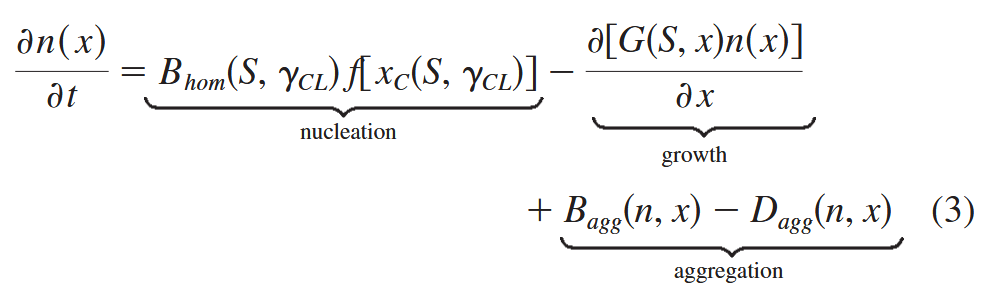 ∂n(x)/∂t = B_hom(S, γ_CL) f[x_C(S, γ_CL)] − ∂[G(S, x)n(x)]/∂x
nucleation
growth
+ B_agg(n, x) − D_agg(n, x) (3)
aggregation